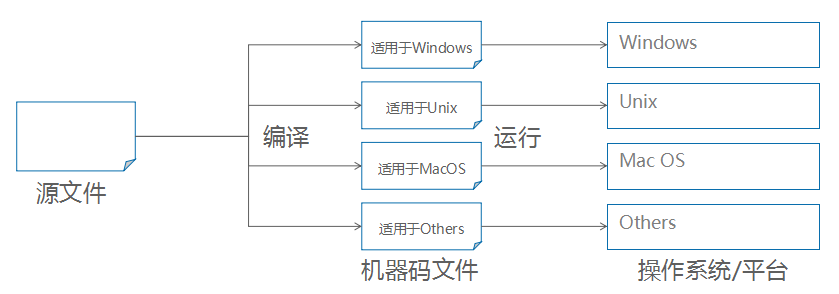 适用于Windows
Windows
适用于Unix
Unix
编译
运行
适用于MacOS
Mac OS
源文件
适用于Others
Others
机器码文件
操作系统/平台